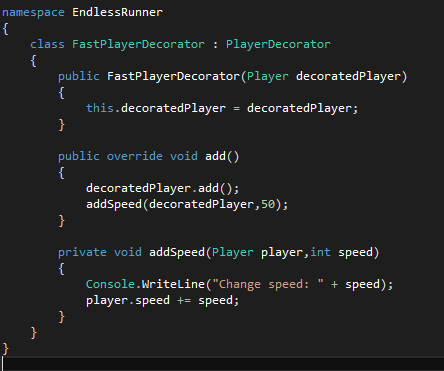 namespace EndlessRunner
{
    class FastPlayerDecorator : PlayerDecorator
    {
        public FastPlayerDecorator(Player decoratedPlayer)
        {
            this.decoratedPlayer = decoratedPlayer;
        }

        public override void add()
        {
            decoratedPlayer.add();
            addSpeed(decoratedPlayer,50);
        }

        private void addSpeed(Player player,int speed)
        {
            Console.WriteLine("Change speed: " + speed);
            player.speed += speed;
        }
    }
}